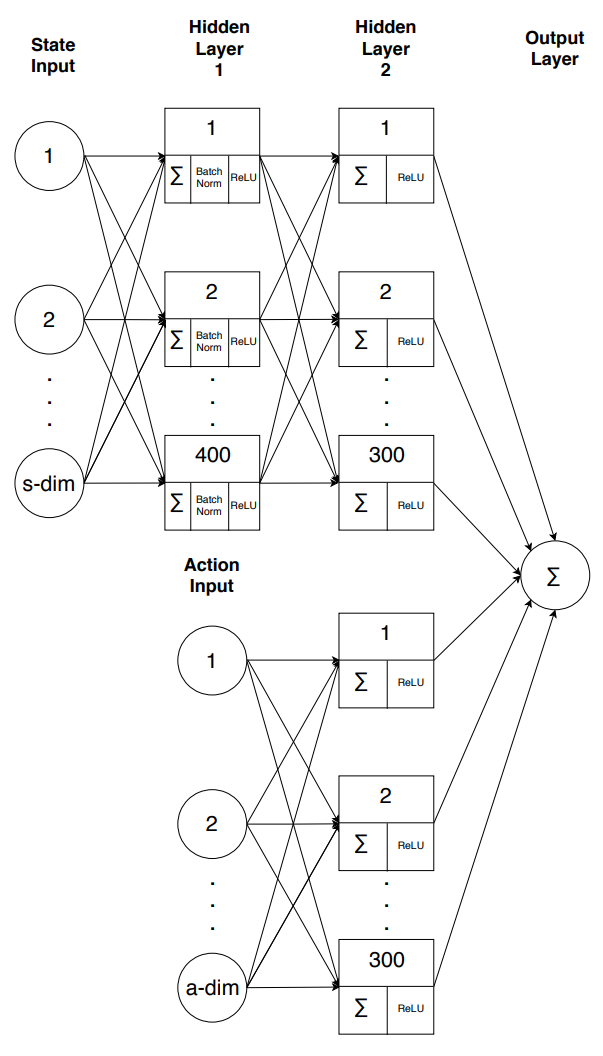 State
Input
Hidden
Layer
1
Hidden
Layer
2
Output
Layer
1
1
Σ
Batch
Norm
ReLU
1
Σ
ReLU
2
2
Σ
Batch
Norm
ReLU
2
Σ
ReLU
s-dim
400
Σ
Batch
Norm
ReLU
300
Σ
ReLU
Σ
Action
Input
1
1
Σ
ReLU
2
2
Σ
ReLU
a-dim
300
Σ
ReLU